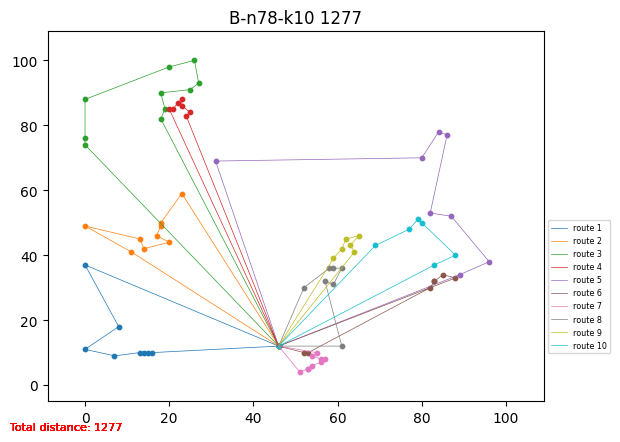 B-n78-k10 1277
100
80
60
40
20
0
0 20 40 60 80 100
route 1
route 2
route 3
route 4
route 5
route 6
route 7
route 8
route 9
route 10
Total distance: 1277